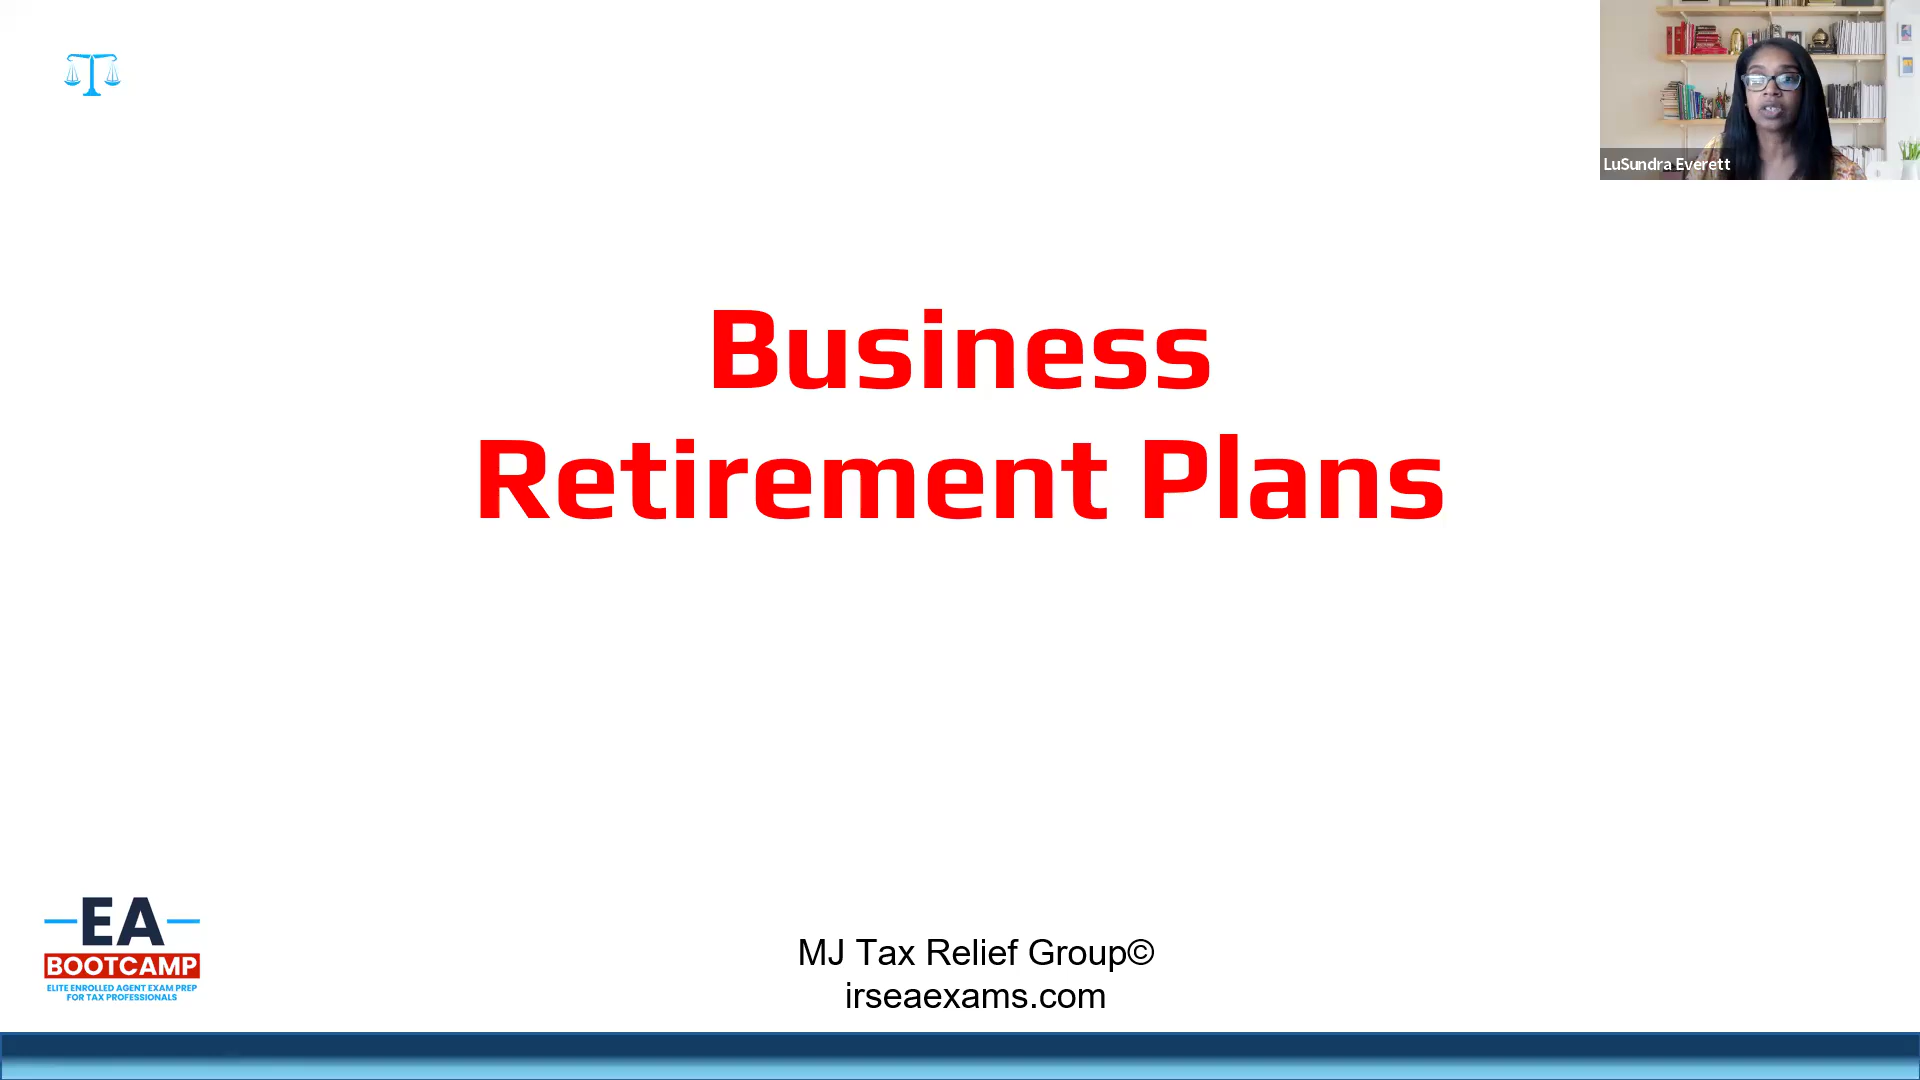 LuSundra Everett
Business
Retirement Plans
EA
BOOTCAMP
ELITE ENROLLED AGENT EXAM PREP
FOR TAX PROFESSIONALS
MJ Tax Relief Group©
irseaexams.com